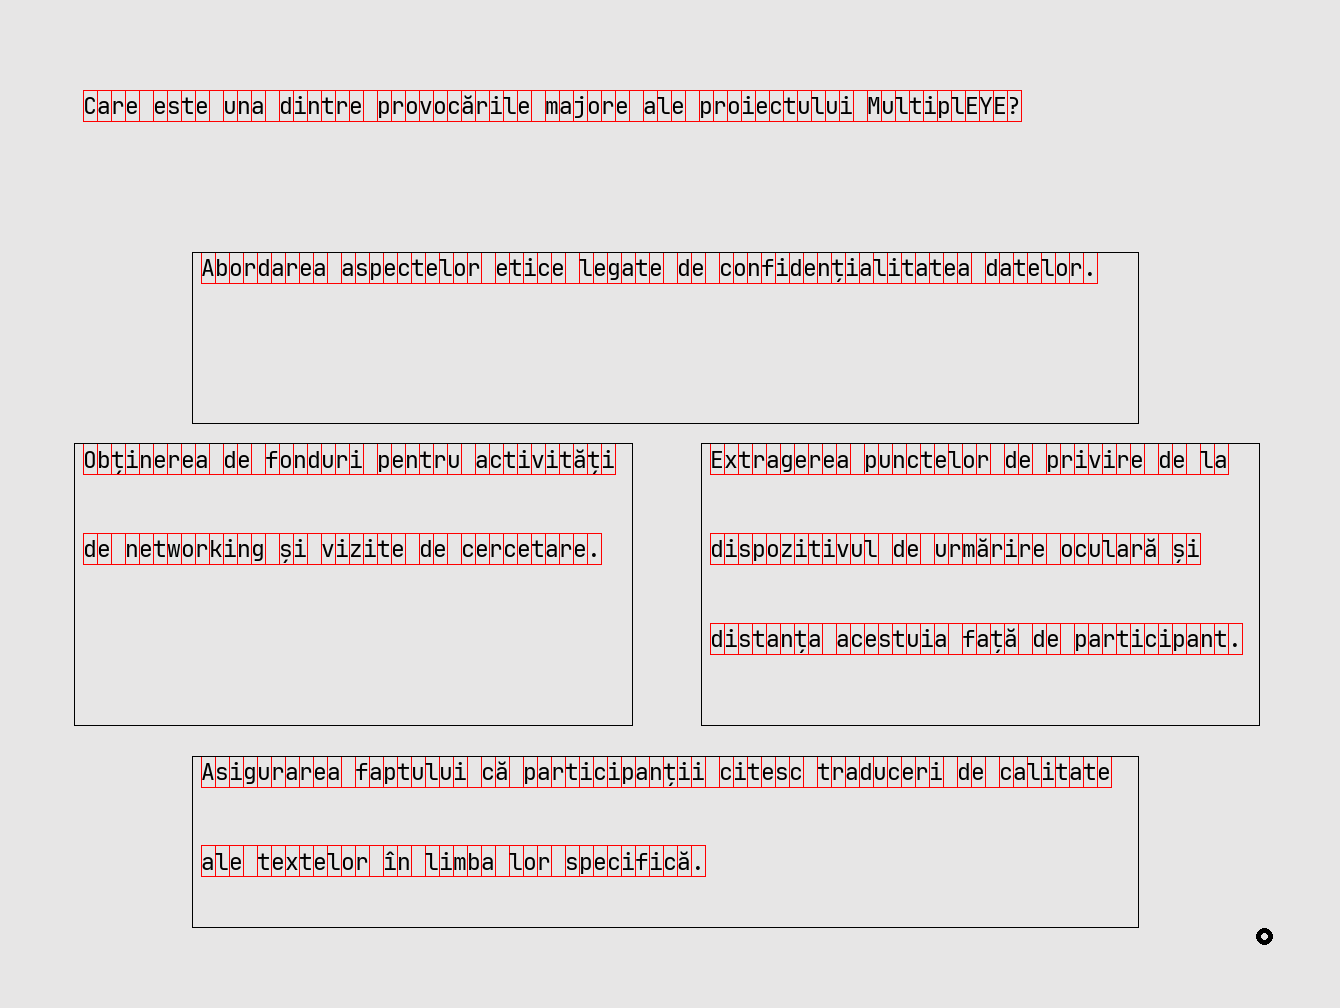 Care este una dintre provocările majore ale proiectului MultiplEYE?
Abordarea aspectelor etice legate de confidențialitatea datelor.
Obținerea de fonduri pentru activități
de networking și vizite de cercetare.
Extragerea punctelor de privire de la
dispozitivul de urmărire oculară și
distanța acestuia față de participant.
Asigurarea faptului că participanții citesc traduceri de calitate
ale textelor în limba lor specifică.